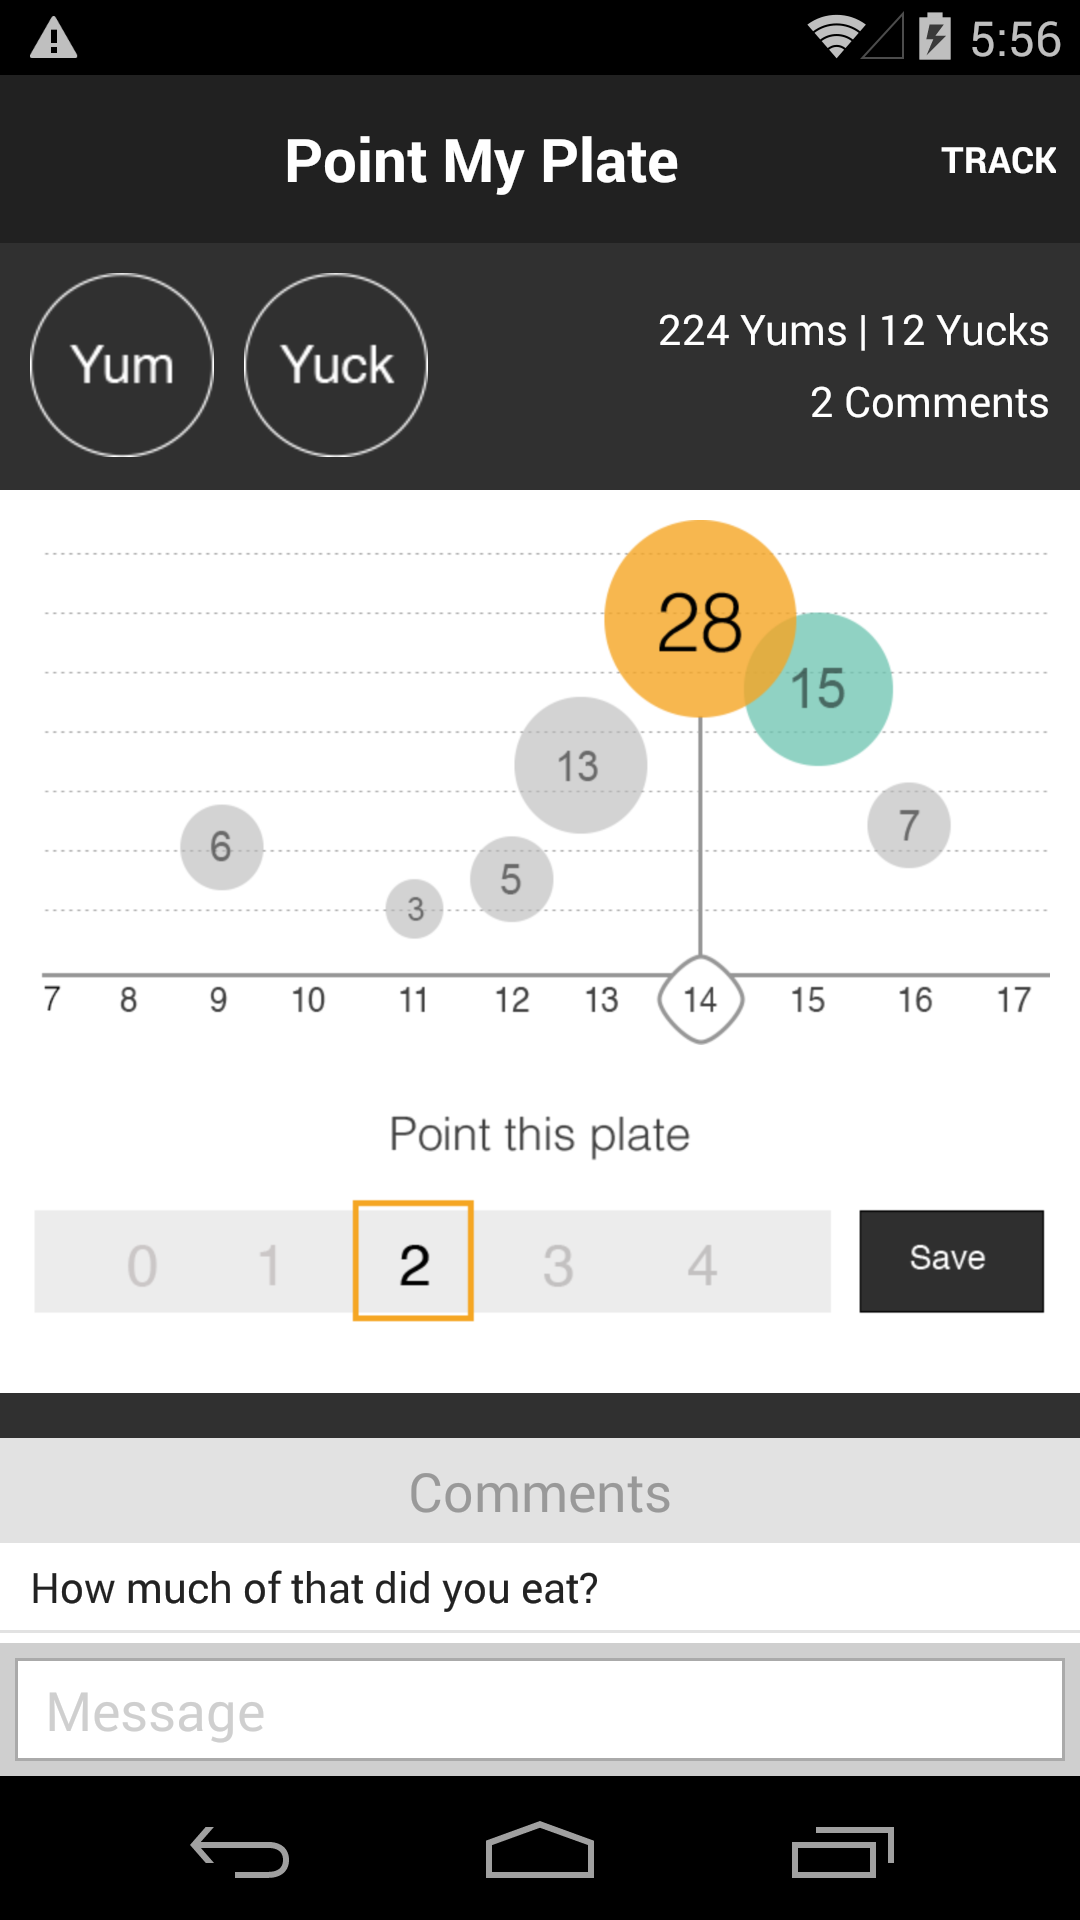 5:56
Point My Plate
TRACK
Yum
Yuck
224 Yums | 12 Yucks
2 Comments
28
15
13
7
6
5
3
7 8 9 10 11 12 13 14 15 16 17
Point this plate
0 1 2 3 4
Save
Comments
How much of that did you eat?
Message